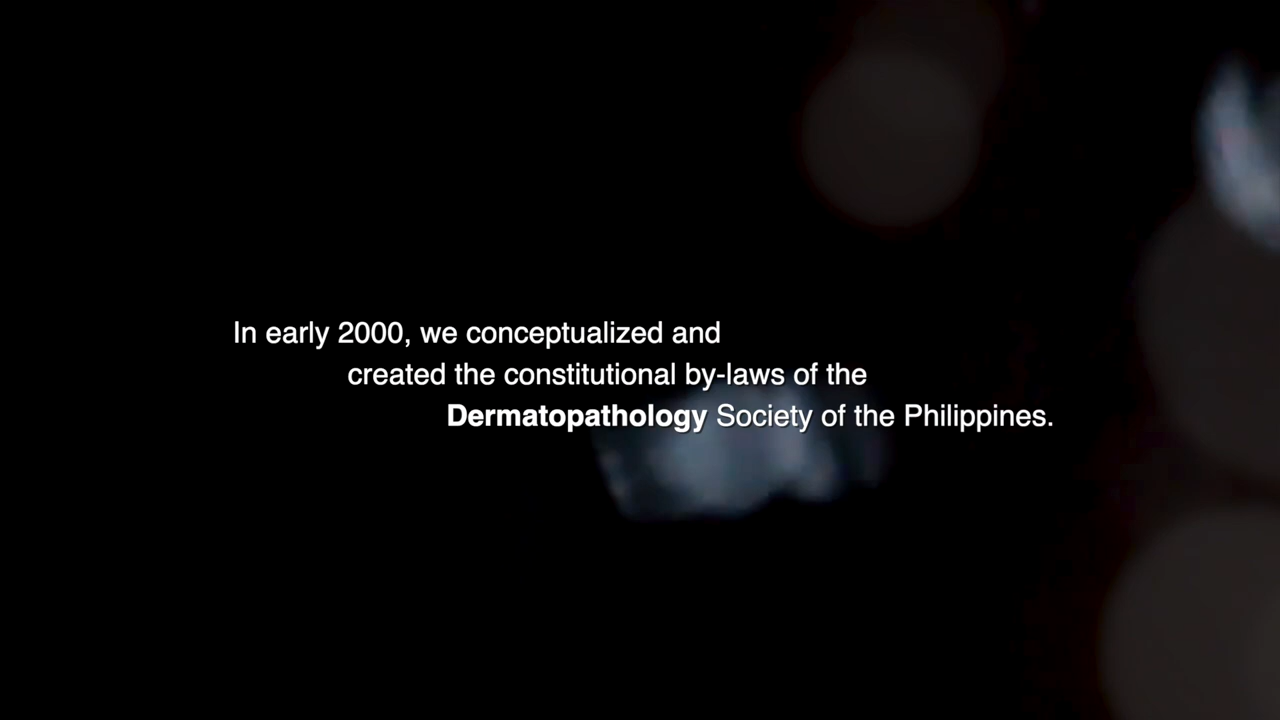 In early 2000, we conceptualized and
created the constitutional by-laws of the
Dermatopathology Society of the Philippines.